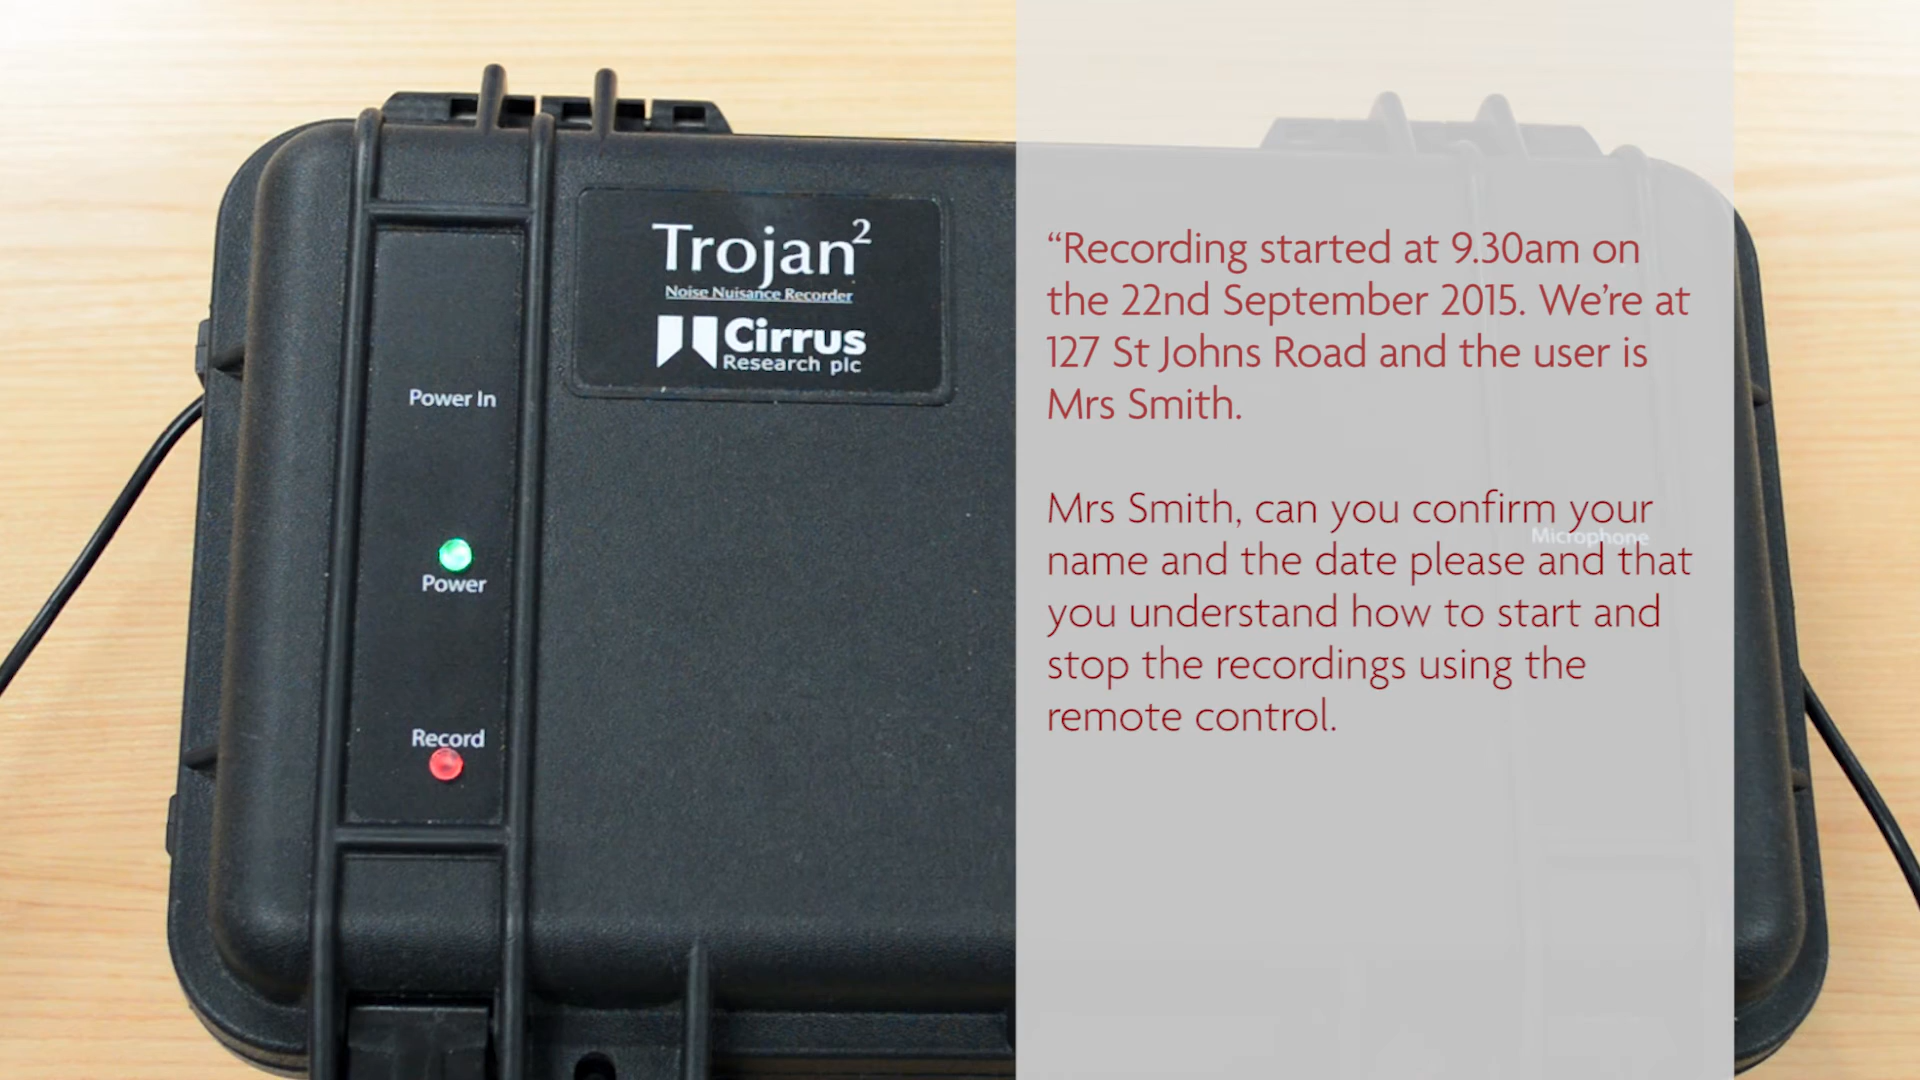 Trojan²
Noise Nuisance Recorder
Cirrus
Research plc
Power In
Power
Record
“Recording started at 9.30am on
the 22nd September 2015. We’re at
127 St Johns Road and the user is
Mrs Smith.
Mrs Smith, can you confirm your
name and the date please and that
you understand how to start and
stop the recordings using the
remote control.
Microphone